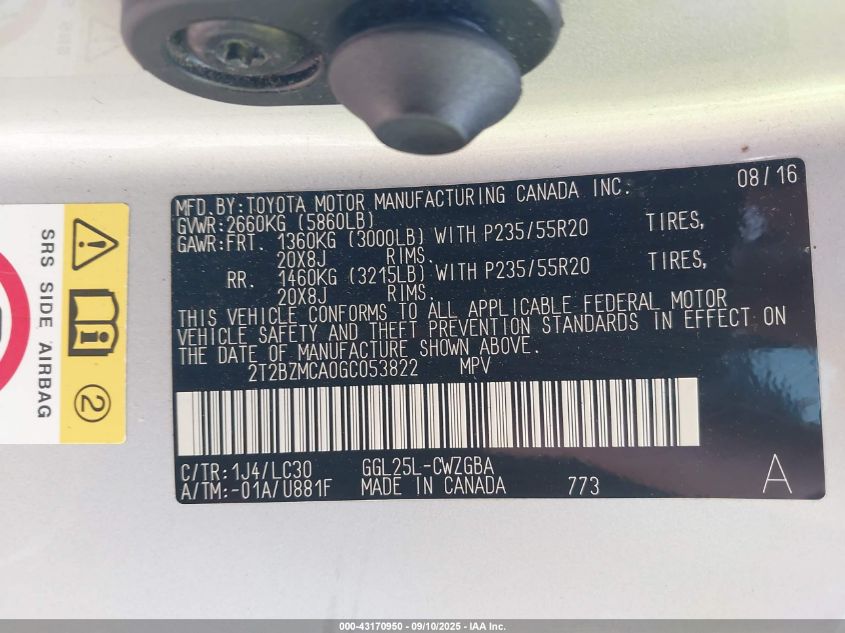 08/16
MFD.BY:TOYOTA MOTOR MANUFACTURING CANADA INC.
GVWR:2660KG (5860LB)
GAWR:FRT. 1360KG (3000LB) WITH P235/55R20 TIRES,
20X8J RIMS.
RR. 1460KG (3215LB) WITH P235/55R20 TIRES,
20X8J RIMS.
THIS VEHICLE CONFORMS TO ALL APPLICABLE FEDERAL MOTOR
VEHICLE SAFETY AND THEFT PREVENTION STANDARDS IN EFFECT ON
THE DATE OF MANUFACTURE SHOWN ABOVE.
2T2BZMCA0GC053822 MPV
C/TR:1J4/LC30 GGL25L-CWZGBA
A/TM:-01A/U881F MADE IN CANADA 773 A
SRS SIDE AIRBAG
2
000-43170950 - 09/10/2025 - IAA Inc.